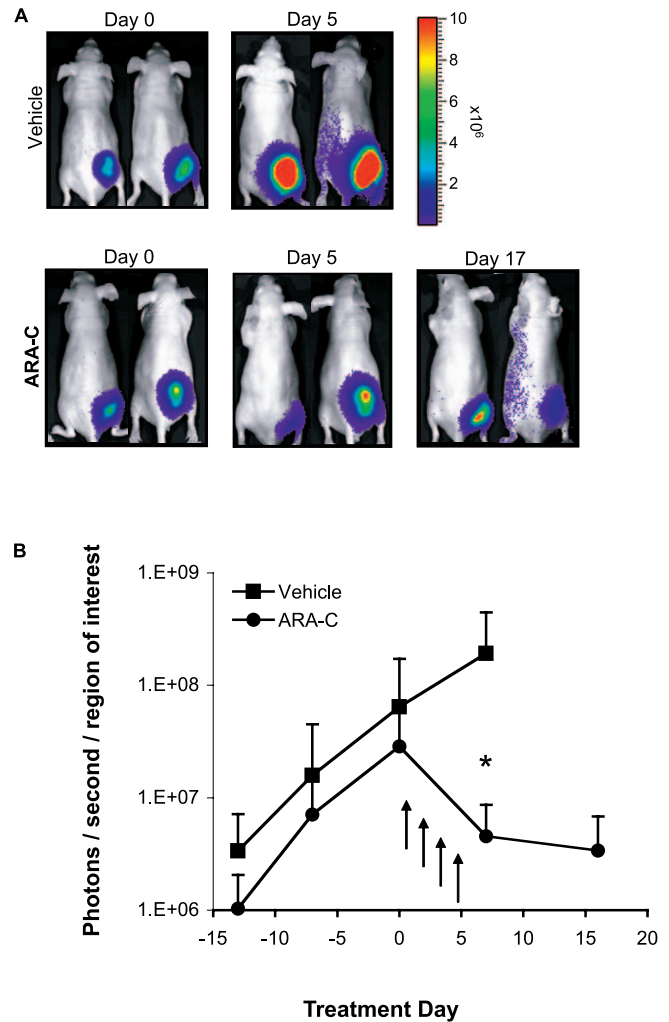 A
Day 0
Day 5
Vehicle
10
8
6
4
2
x10⁶
Day 0
Day 5
Day 17
ARA-C
B
Photons / second / region of interest
1.E+09
1.E+08
1.E+07
1.E+06
Vehicle
ARA-C
*
-15 -10 -5 0 5 10 15 20
Treatment Day